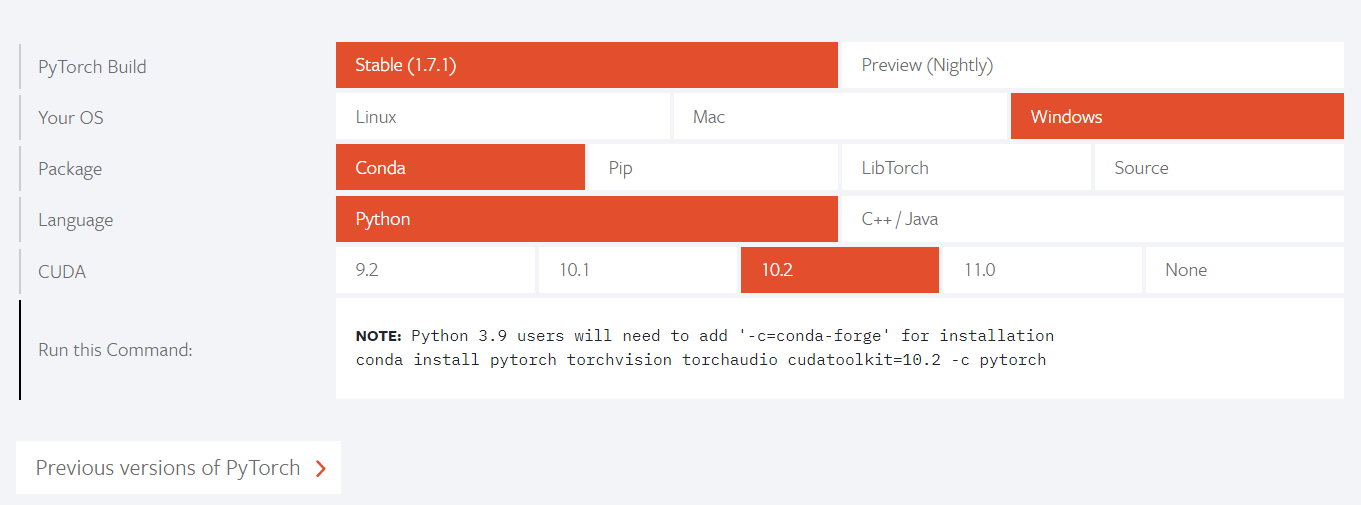 PyTorch Build
Stable (1.7.1)
Preview (Nightly)
Your OS
Linux
Mac
Windows
Package
Conda
Pip
LibTorch
Source
Language
Python
C++ / Java
CUDA
9.2
10.1
10.2
11.0
None
Run this Command:
NOTE: Python 3.9 users will need to add '-c=conda-forge' for installation
conda install pytorch torchvision torchaudio cudatoolkit=10.2 -c pytorch
Previous versions of PyTorch